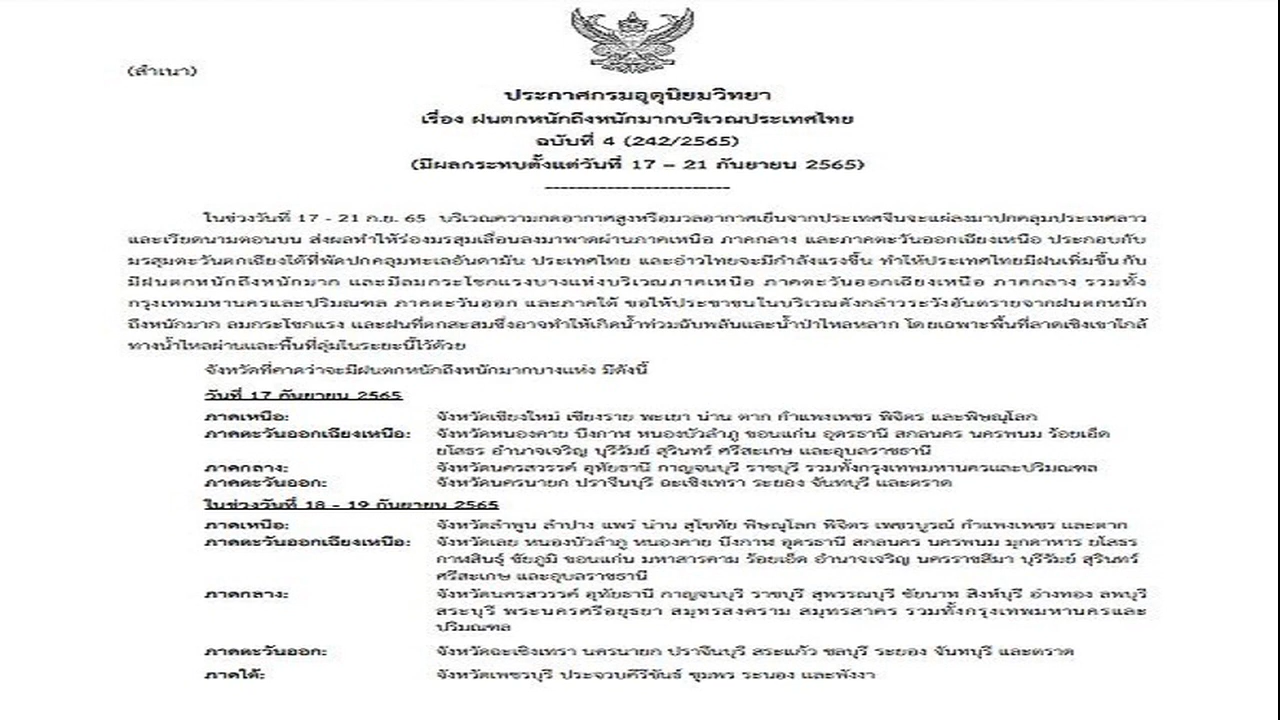 (สำเนา)
ประกาศกรมอุตุนิยมวิทยา
เรื่อง ฝนตกหนักถึงหนักมากบริเวณประเทศไทย
ฉบับที่ 4 (242/2565)
(มีผลกระทบตั้งแต่วันที่ 17 – 21 กันยายน 2565)
------------------------
ในช่วงวันที่ 17 - 21 ก.ย. 65 บริเวณความกดอากาศสูงหรือมวลอากาศเย็นจากประเทศจีนจะแผ่ลงมาปกคลุมประเทศลาว
และเวียดนามตอนบน ส่งผลทำให้ร่องมรสุมเลื่อนลงมาพาดผ่านภาคเหนือ ภาคกลาง และภาคตะวันออกเฉียงเหนือ ประกอบกับ
มรสุมตะวันตกเฉียงใต้ที่พัดปกคลุมทะเลอันดามัน ประเทศไทย และอ่าวไทยจะมีกำลังแรงขึ้น ทำให้ประเทศไทยมีฝนเพิ่มขึ้น กับ
มีฝนตกหนักถึงหนักมาก และมีลมกระโชกแรงบางแห่งบริเวณภาคเหนือ ภาคตะวันออกเฉียงเหนือ ภาคกลาง รวมทั้ง
กรุงเทพมหานครและปริมณฑล ภาคตะวันออก และภาคใต้ ขอให้ประชาชนในบริเวณดังกล่าวระวังอันตรายจากฝนตกหนัก
ถึงหนักมาก ลมกระโชกแรง และฝนที่ตกสะสมซึ่งอาจทำให้เกิดน้ำท่วมฉับพลันและน้ำป่าไหลหลาก โดยเฉพาะพื้นที่ลาดเชิงเขาใกล้
ทางน้ำไหลผ่านและพื้นที่ลุ่มในระยะนี้ไว้ด้วย
จังหวัดที่คาดว่าจะมีฝนตกหนักถึงหนักมากบางแห่ง มีดังนี้
วันที่ 17 กันยายน 2565
ภาคเหนือ: จังหวัดเชียงใหม่ เชียงราย พะเยา น่าน ตาก กำแพงเพชร พิจิตร และพิษณุโลก
ภาคตะวันออกเฉียงเหนือ: จังหวัดหนองคาย บึงกาฬ หนองบัวลำภู ขอนแก่น อุดรธานี สกลนคร นครพนม ร้อยเอ็ด
ยโสธร อำนาจเจริญ บุรีรัมย์ สุรินทร์ ศรีสะเกษ และอุบลราชธานี
ภาคกลาง: จังหวัดนครสวรรค์ อุทัยธานี กาญจนบุรี ราชบุรี รวมทั้งกรุงเทพมหานครและปริมณฑล
ภาคตะวันออก: จังหวัดนครนายก ปราจีนบุรี ฉะเชิงเทรา ระยอง จันทบุรี และตราด
ในช่วงวันที่ 18 - 19 กันยายน 2565
ภาคเหนือ: จังหวัดลำพูน ลำปาง แพร่ น่าน สุโขทัย พิษณุโลก พิจิตร เพชรบูรณ์ กำแพงเพชร และตาก
ภาคตะวันออกเฉียงเหนือ: จังหวัดเลย หนองบัวลำภู หนองคาย บึงกาฬ อุดรธานี สกลนคร นครพนม มุกดาหาร ยโสธร
กาฬสินธุ์ ชัยภูมิ ขอนแก่น มหาสารคาม ร้อยเอ็ด อำนาจเจริญ นครราชสีมา บุรีรัมย์ สุรินทร์
ศรีสะเกษ และอุบลราชธานี
ภาคกลาง: จังหวัดนครสวรรค์ อุทัยธานี กาญจนบุรี ราชบุรี สุพรรณบุรี ชัยนาท สิงห์บุรี อ่างทอง ลพบุรี
สระบุรี พระนครศรีอยุธยา สมุทรสงคราม สมุทรสาคร รวมทั้งกรุงเทพมหานครและ
ปริมณฑล
ภาคตะวันออก: จังหวัดฉะเชิงเทรา นครนายก ปราจีนบุรี สระแก้ว ชลบุรี ระยอง จันทบุรี และตราด
ภาคใต้: จังหวัดเพชรบุรี ประจวบคีรีขันธ์ ชุมพร ระนอง และพังงา